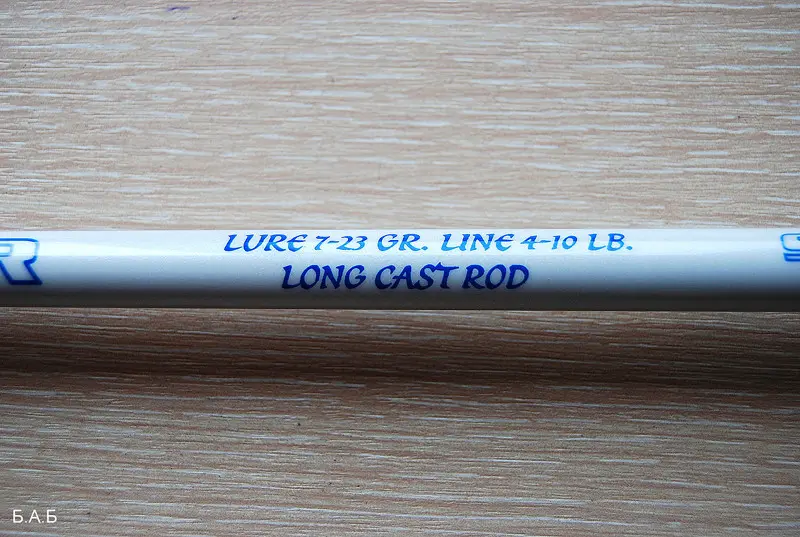 LURE 7-23 GR. LINE 4-10 LB.
LONG CAST ROD
Б.А.Б